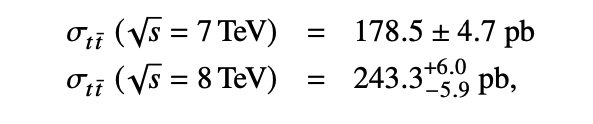 σ_{tt̄} (√s = 7 TeV) = 178.5 ± 4.7 pb
σ_{tt̄} (√s = 8 TeV) = 243.3^{+6.0}_{−5.9} pb,